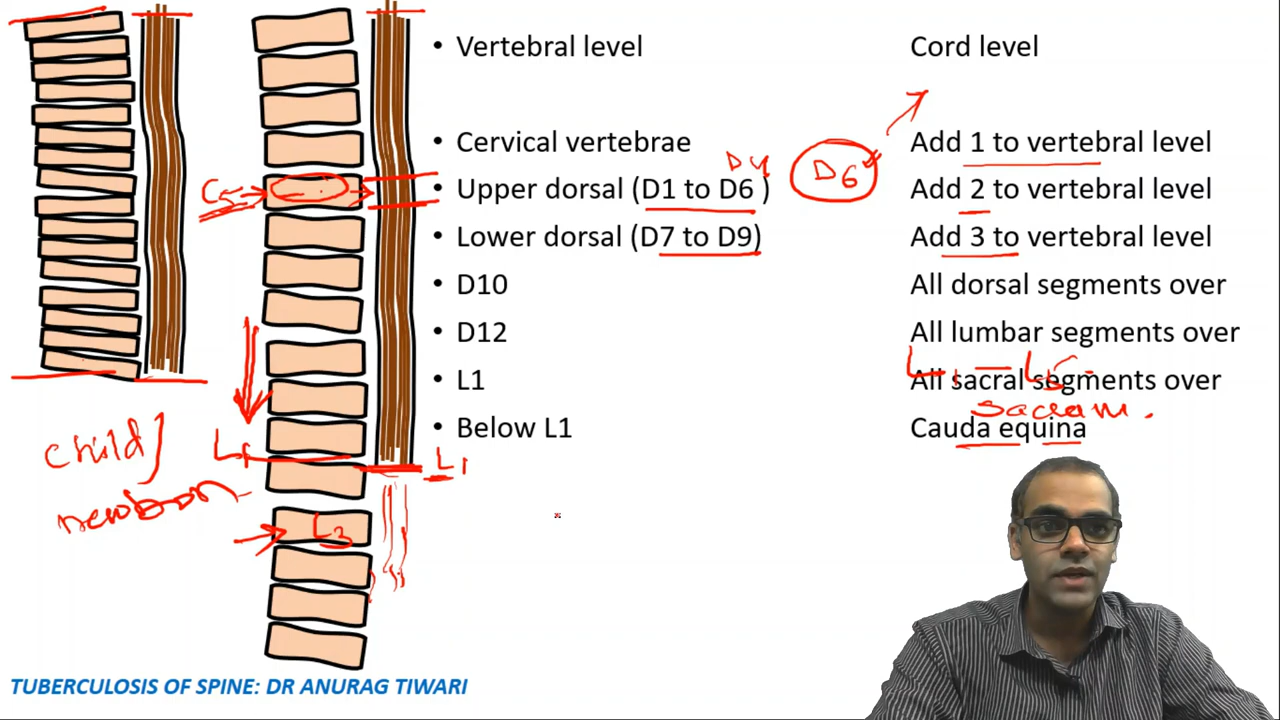 • Vertebral level Cord level
• Cervical vertebrae Add 1 to vertebral level
D4
D6
C5
• Upper dorsal (D1 to D6 ) Add 2 to vertebral level
• Lower dorsal (D7 to D9) Add 3 to vertebral level
• D10 All dorsal segments over
• D12 All lumbar segments over
L1 – L5
• L1 All sacral segments over
sacrum.
• Below L1 Cauda equina
child
L1
L1
newborn
L3
TUBERCULOSIS OF SPINE: DR ANURAG TIWARI